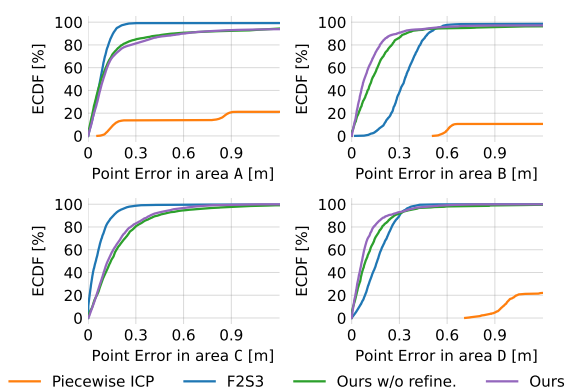 100
80
60
40
20
0
ECDF [%]
0 0.3 0.6 0.9
Point Error in area A [m]
100
80
60
40
20
0
ECDF [%]
0 0.3 0.6 0.9
Point Error in area B [m]
100
80
60
40
20
0
ECDF [%]
0 0.3 0.6 0.9
Point Error in area C [m]
100
80
60
40
20
0
ECDF [%]
0 0.3 0.6 0.9
Point Error in area D [m]
Piecewise ICP F2S3 Ours w/o refine. Ours